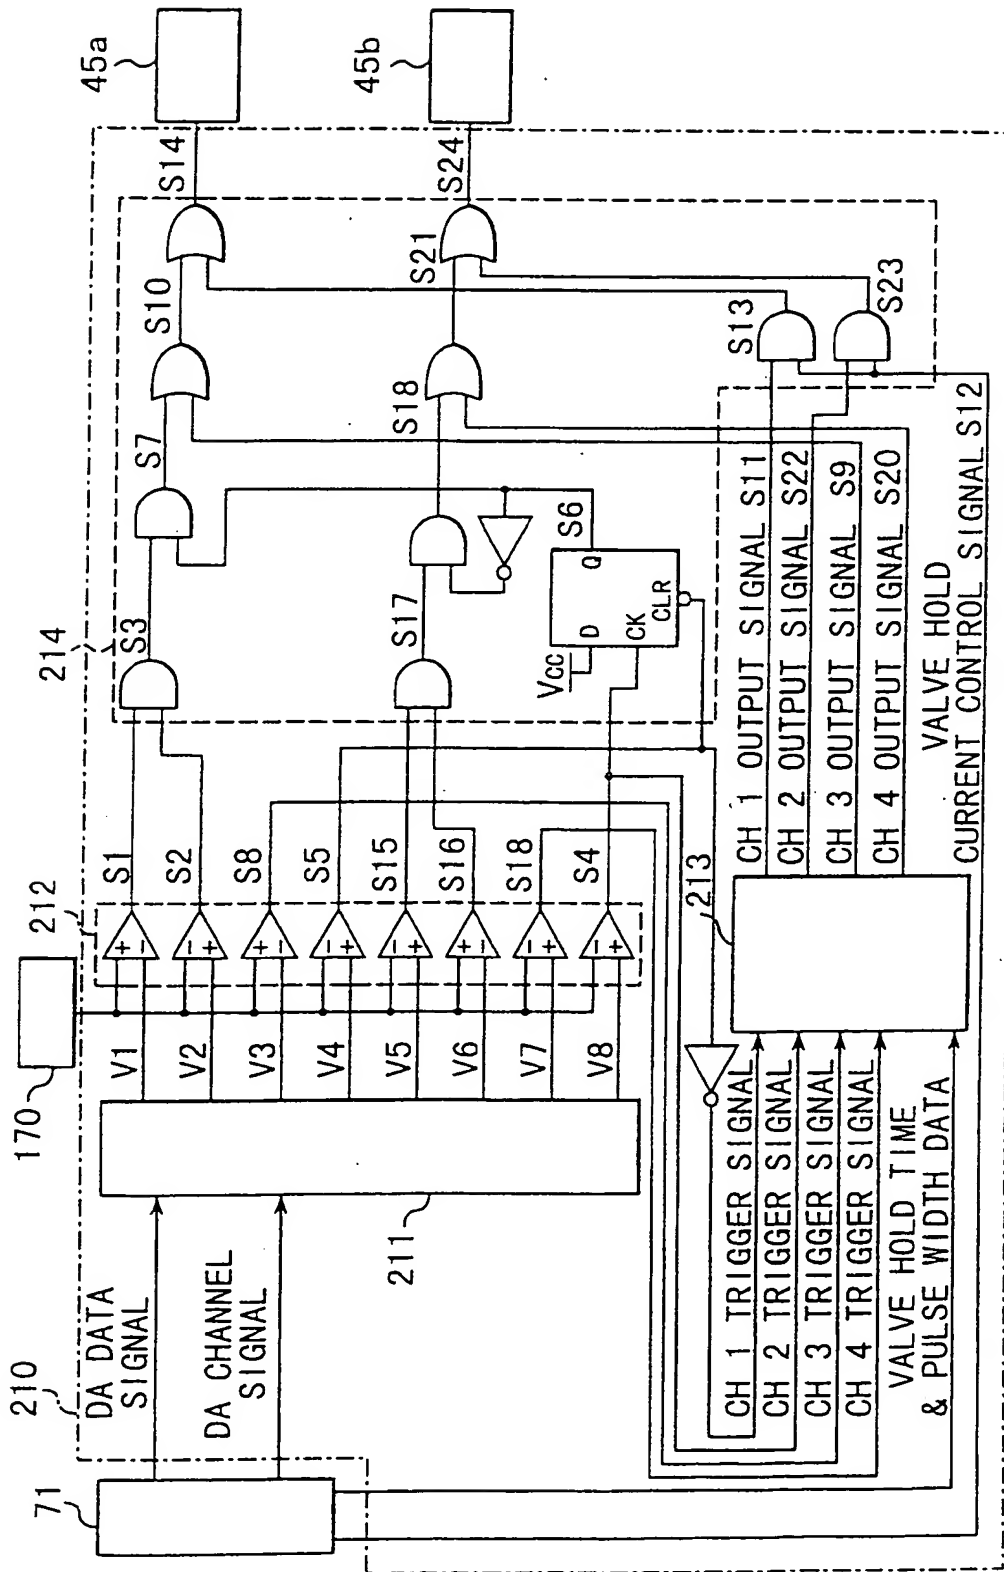 210
71
DA DATA
SIGNAL
DA CHANNEL
SIGNAL
211
170
V1
V2
V3
V4
V5
V6
V7
V8
212
S1
S2
S8
S5
S15
S16
S18
S4
214
S3
S7
S10
S14
45a
S17
S18
S21
S24
45b
Vcc
D
Q
CK
CLR
S6
S13
S23
213
CH 1 TRIGGER SIGNAL
CH 2 TRIGGER SIGNAL
CH 3 TRIGGER SIGNAL
CH 4 TRIGGER SIGNAL
VALVE HOLD TIME
& PULSE WIDTH DATA
CH 1 OUTPUT SIGNAL S11
CH 2 OUTPUT SIGNAL S22
CH 3 OUTPUT SIGNAL S9
CH 4 OUTPUT SIGNAL S20
VALVE HOLD
CURRENT CONTROL SIGNAL S12